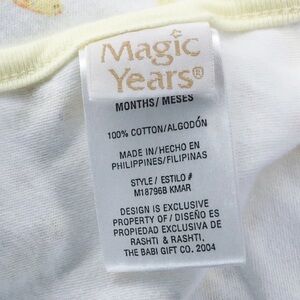 Magic
Years®
MONTHS/ MESES
100% COTTON/ALGODÓN
MADE IN/HECHO EN
PHILIPPINES/FILIPINAS
STYLE / ESTILO #
M18796B KMAR
DESIGN IS EXCLUSIVE
PROPERTY OF / DISEÑO ES
PROPIEDAD EXCLUSIVA DE
RASHTI & RASHTI,
THE BABI GIFT CO. 2004